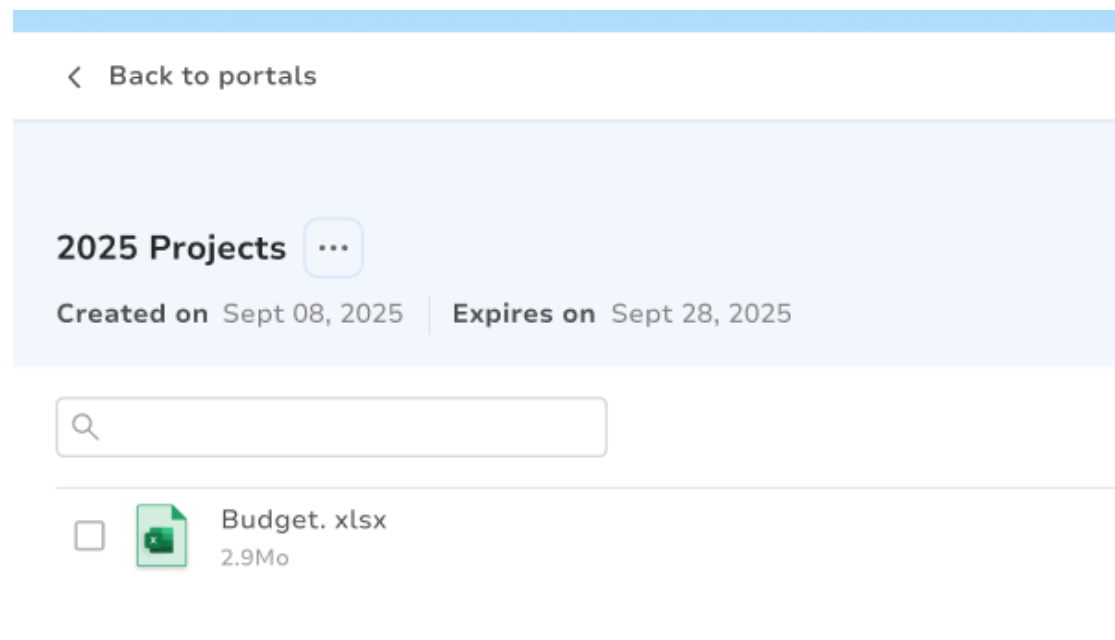 Back to portals
2025 Projects
Created on Sept 08, 2025 Expires on Sept 28, 2025
Budget. xlsx
2.9Mo